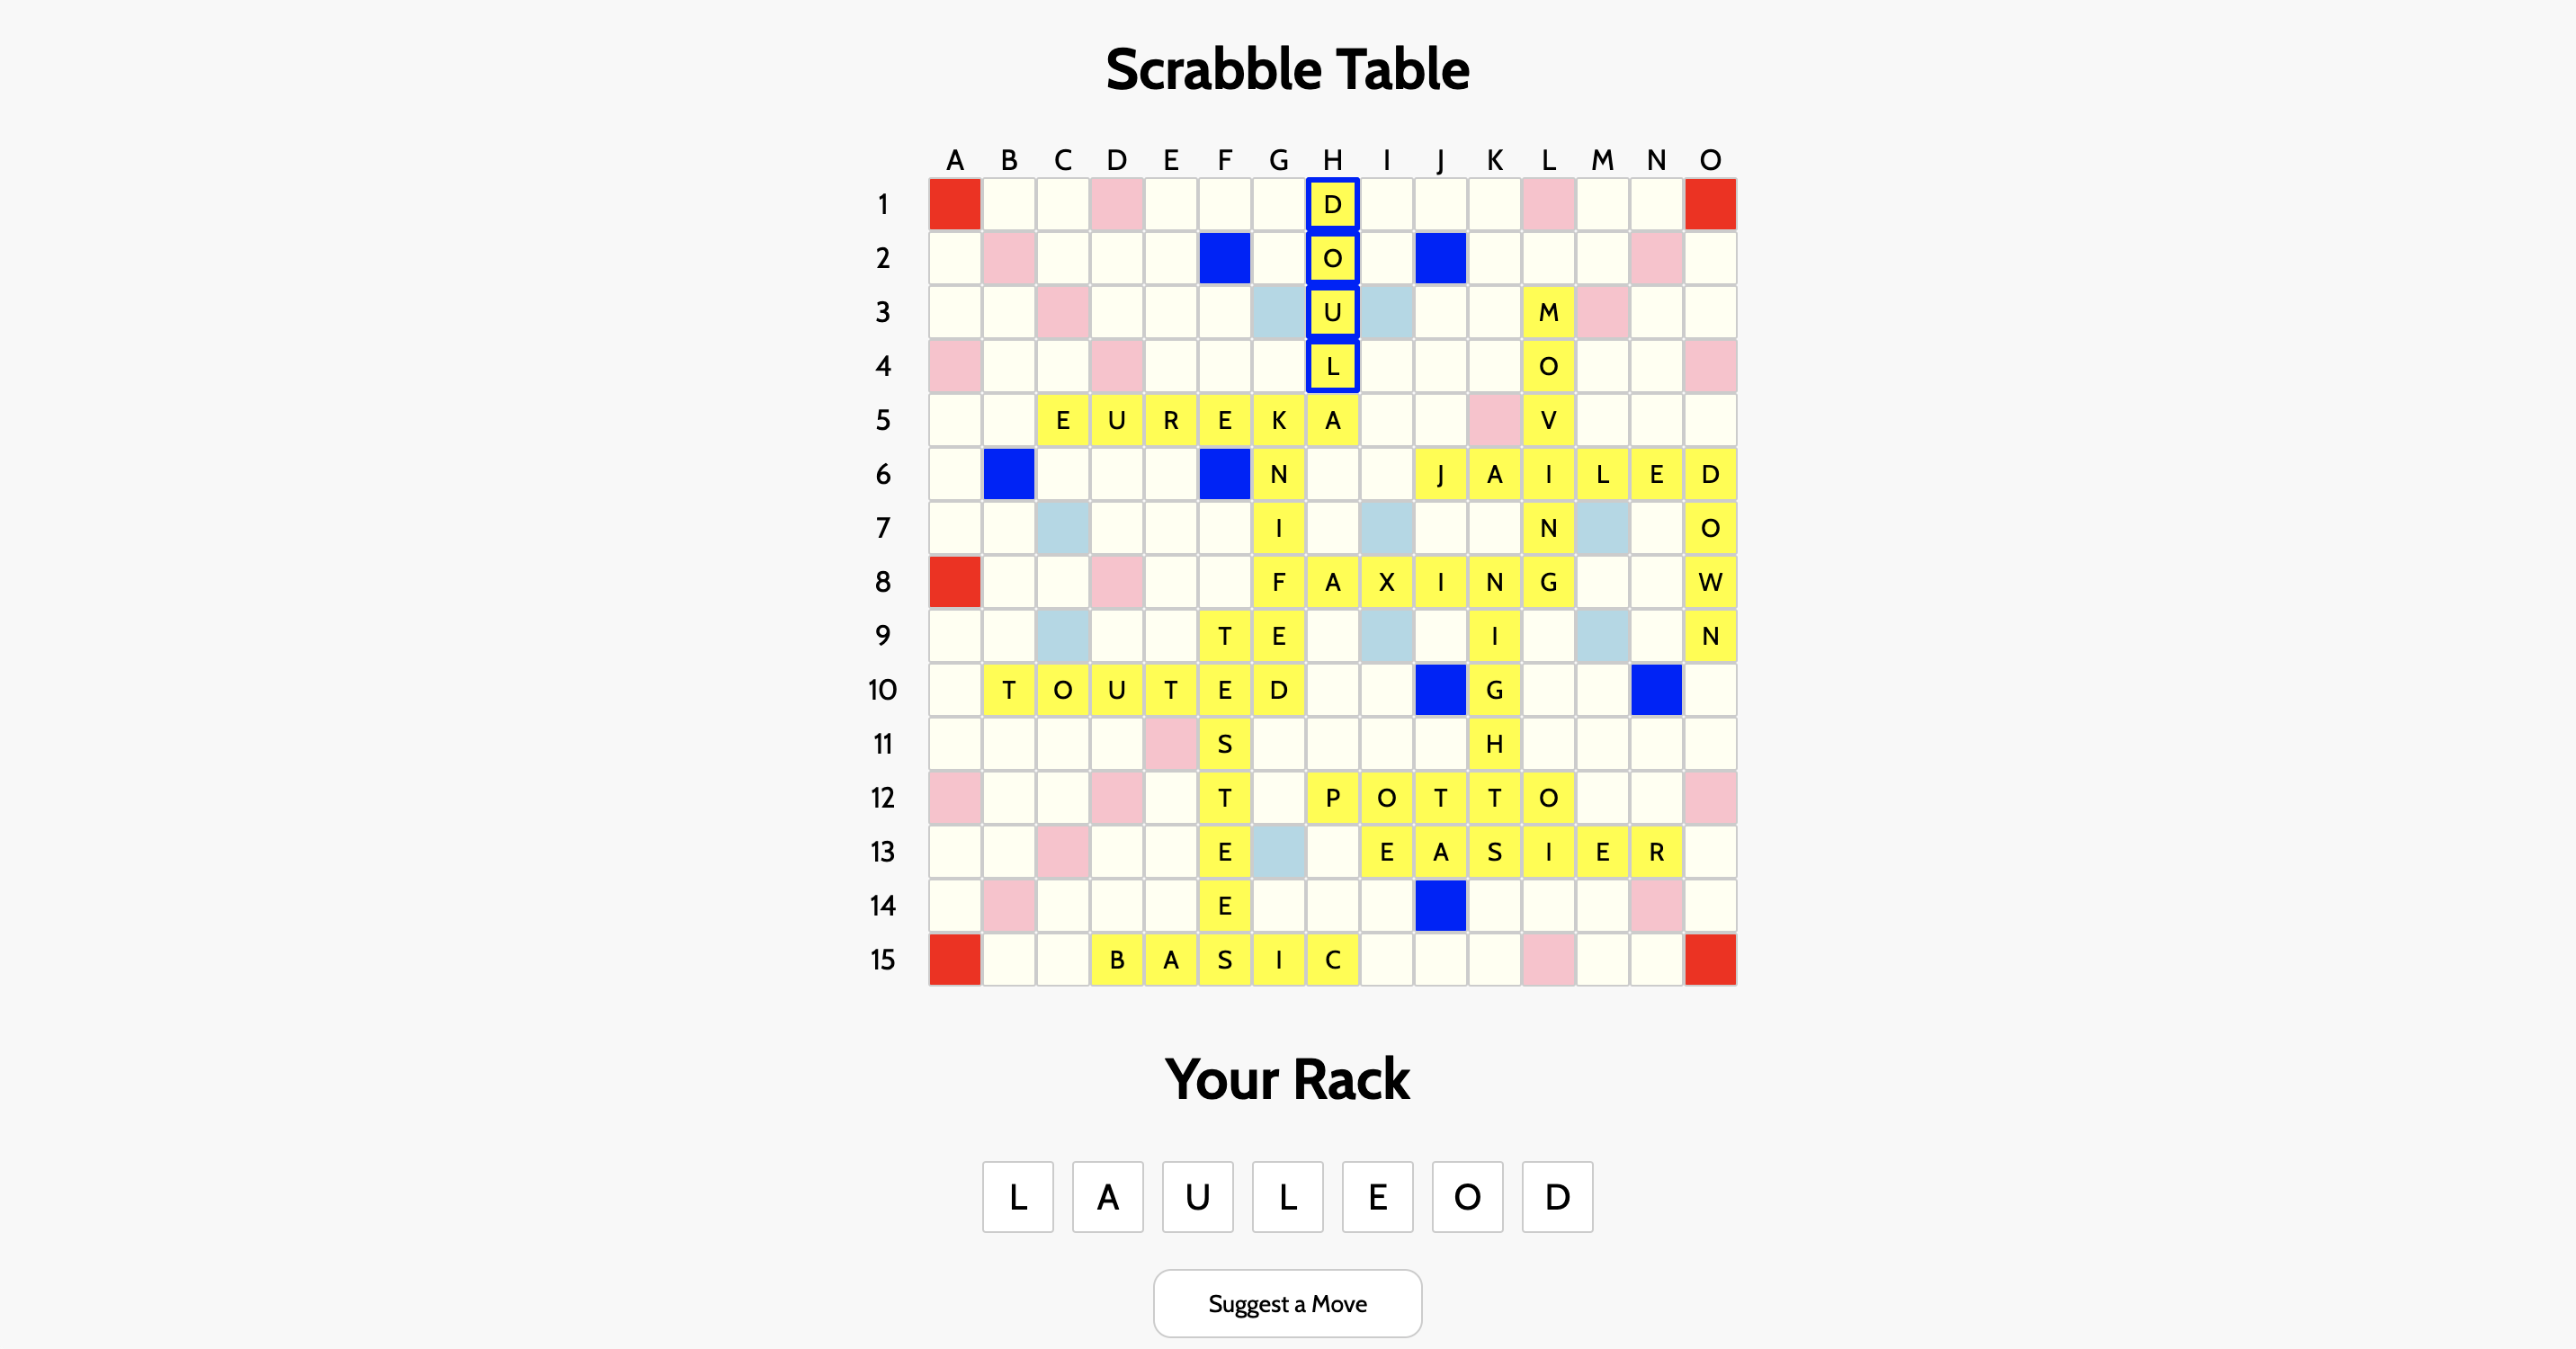 Scrabble Table
A B C D E F G H I J K L M N O
1 D
2 O
3 U M
4 L O
5 E U R E K A V
6 N J A I L E D
7 I N O
8 F A X I N G W
9 T E I N
10 T O U T E D G
11 S H
12 T P O T T O
13 E E A S I E R
14 E
15 B A S I C
Your Rack
L A U L E O D
Suggest a Move